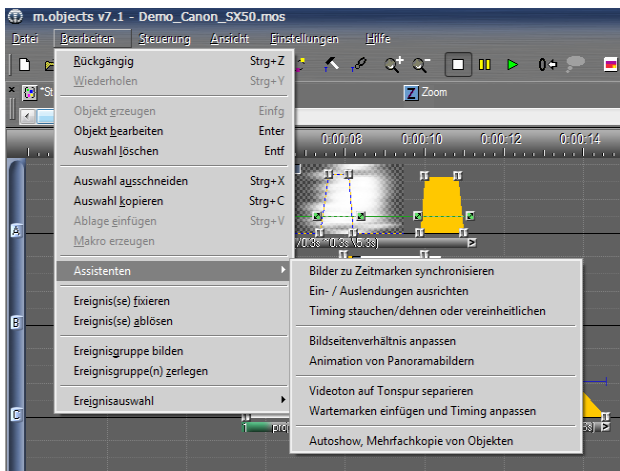 m.objects v7.1 - Demo_Canon_SX50.mos
Datei Bearbeiten Steuerung Ansicht Einstellungen Hilfe
Rückgängig Strg+Z
Wiederholen Strg+Y
Zoom
Objekt erzeugen Einfg
Objekt bearbeiten Enter
Auswahl löschen Entf
0:00:08 0:00:10 0:00:12 0:00:14
Auswahl ausschneiden Strg+X
Auswahl kopieren Strg+C
Ablage einfügen Strg+V
Makro erzeugen
A
Assistenten
Bilder zu Zeitmarken synchronisieren
Ein- / Auslendungen ausrichten
Timing stauchen/dehnen oder vereinheitlichen
Bildseitenverhältnis anpassen
Animation von Panoramabildern
Videoton auf Tonspur separieren
Wartemarken einfügen und Timing anpassen
Autoshow, Mehrfachkopie von Objekten
Ereignis(se) fixieren
Ereignis(se) ablösen
B
Ereignisgruppe bilden
Ereignisgruppe(n) zerlegen
Ereignisauswahl
C